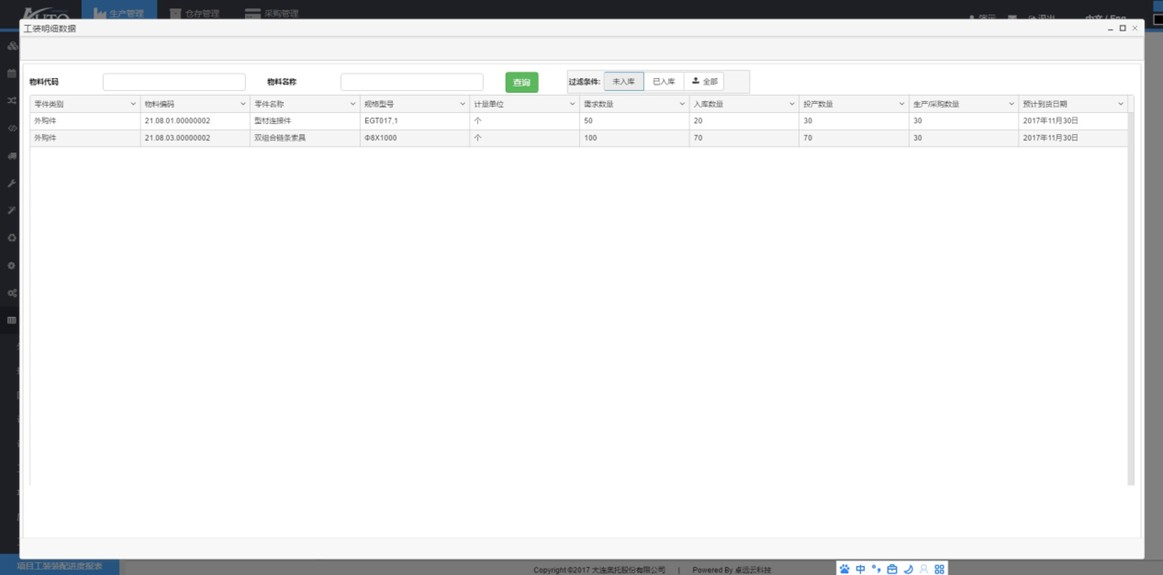 AUTO 生产管理 仓存管理 采购管理
工装明细数据
物料代码 物料名称 查询 过滤条件: 未入库 已入库 全部
零件类别 物料编码 零件名称 规格型号 计量单位 需求数量 入库数量 投产数量 生产/采购数量 预计到货日期
外购件 21.08.01.00000002 型材连接件 EGT017,1 个 50 20 30 30 2017年11月30日
外购件 21.08.03.00000002 双组合链条索具 Φ8X1000 个 100 70 70 30 2017年11月30日
项目工装装配进度报表
Copyright©2017 大连奥托股份有限公司 | Powered By 卓远云科技
中